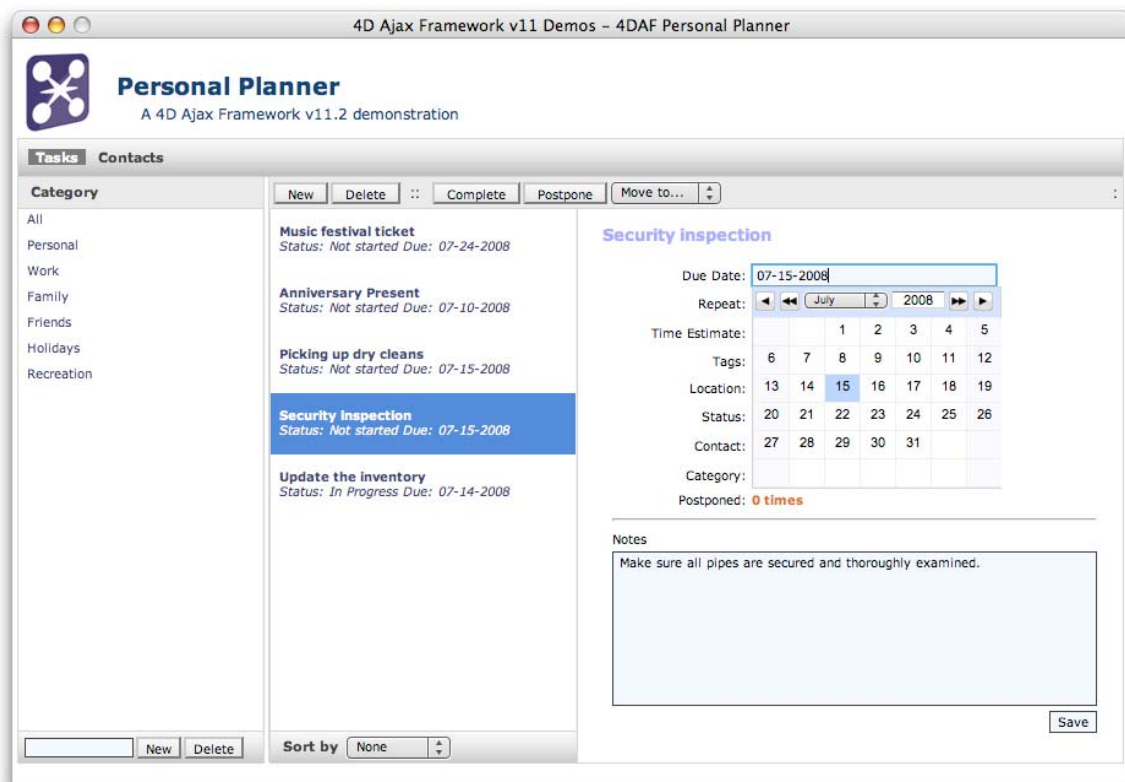 4D Ajax Framework v11 Demos – 4DAF Personal Planner
Personal Planner
A 4D Ajax Framework v11.2 demonstration
Tasks Contacts
Category
All
Personal
Work
Family
Friends
Holidays
Recreation
New Delete
New Delete :: Complete Postpone Move to... :
Music festival ticket
Status: Not started Due: 07-24-2008
Anniversary Present
Status: Not started Due: 07-10-2008
Picking up dry cleans
Status: Not started Due: 07-15-2008
Security inspection
Status: Not started Due: 07-15-2008
Update the inventory
Status: In Progress Due: 07-14-2008
Sort by None
Security inspection
Due Date: 07-15-2008
Repeat: July 2008
Time Estimate: 1 2 3 4 5
Tags: 6 7 8 9 10 11 12
Location: 13 14 15 16 17 18 19
Status: 20 21 22 23 24 25 26
Contact: 27 28 29 30 31
Category:
Postponed: 0 times
Notes
Make sure all pipes are secured and thoroughly examined.
Save